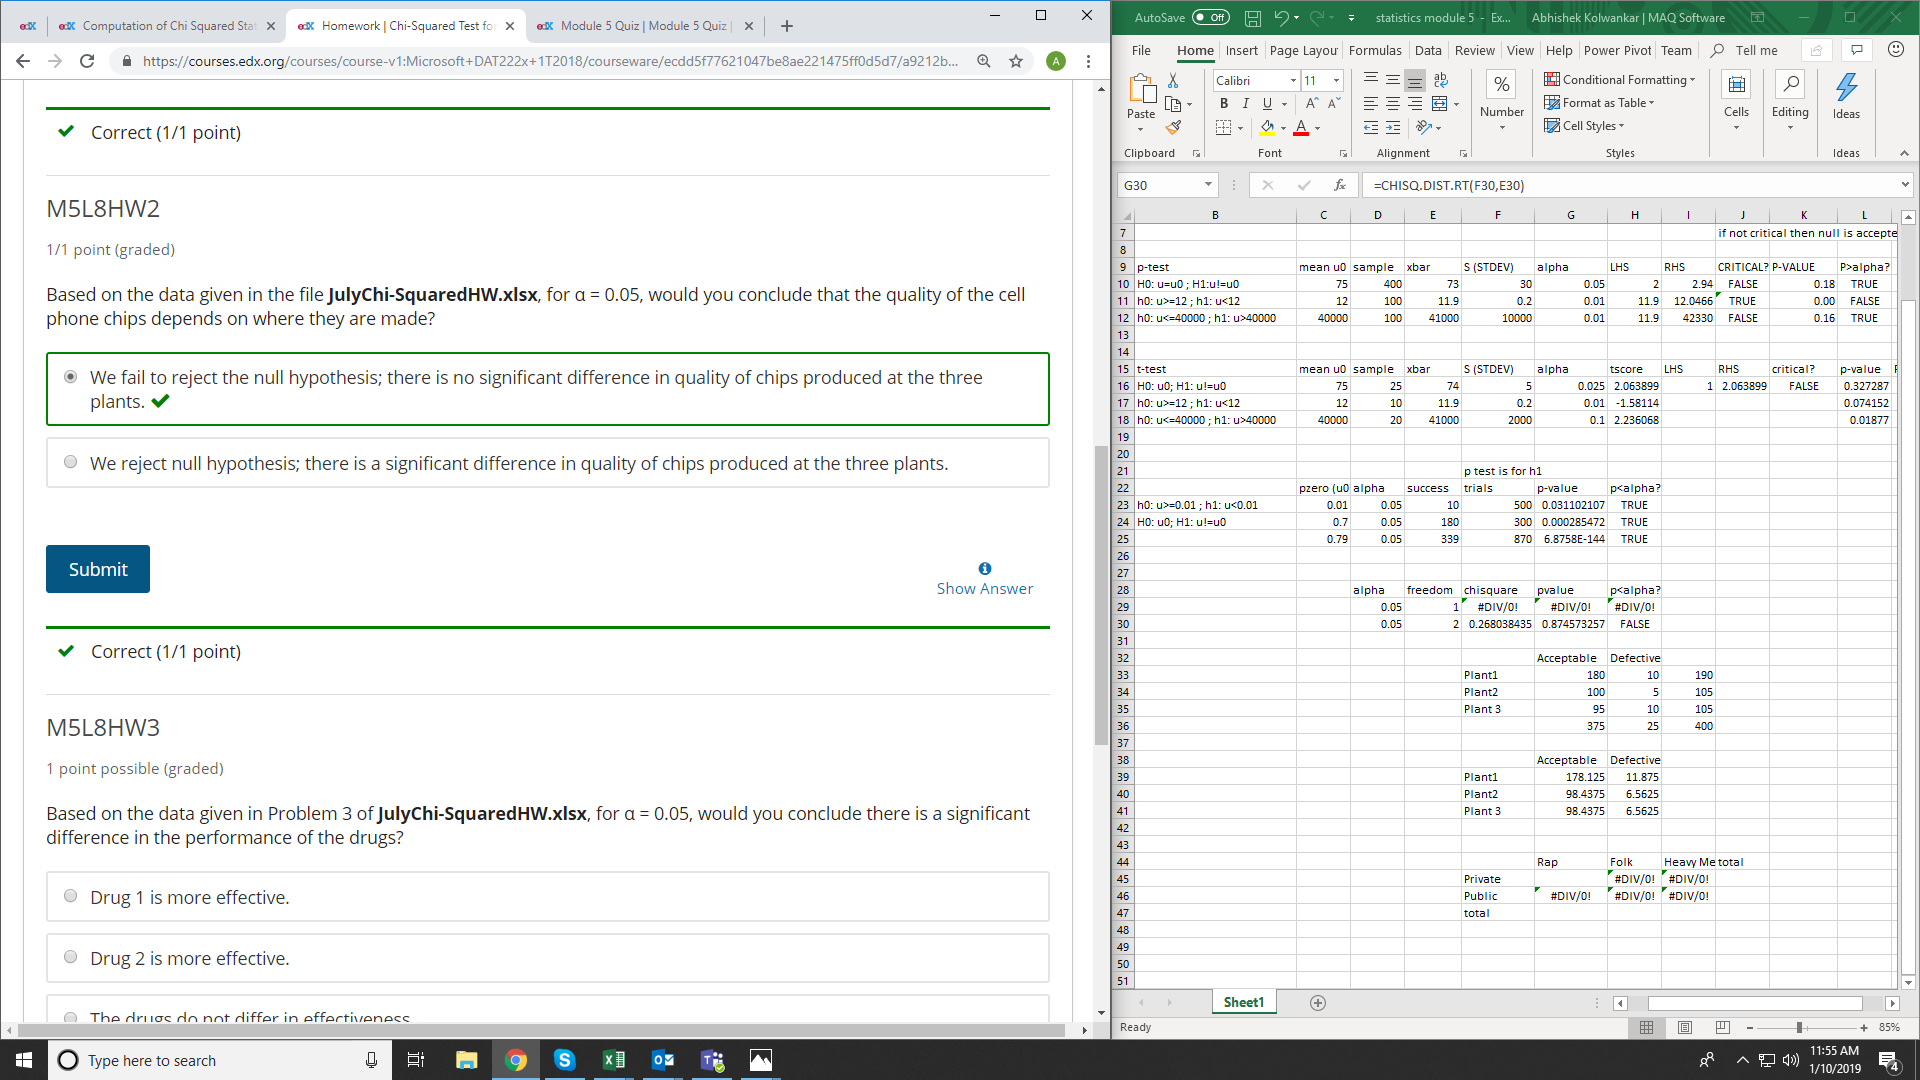 edX Computation of Chi Squared Stat
edX Homework | Chi-Squared Test fo
edX Module 5 Quiz | Module 5 Quiz |
https://courses.edx.org/courses/course-v1:Microsoft+DAT222x+1T2018/courseware/ecdd5f77621047be8ae221475ff0d5d7/a9212b...
A
Correct (1/1 point)
M5L8HW2
1/1 point (graded)
Based on the data given in the file JulyChi-SquaredHW.xlsx, for α = 0.05, would you conclude that the quality of the cell
phone chips depends on where they are made?
We fail to reject the null hypothesis; there is no significant difference in quality of chips produced at the three
plants.
We reject null hypothesis; there is a significant difference in quality of chips produced at the three plants.
Submit
Show Answer
Correct (1/1 point)
M5L8HW3
1 point possible (graded)
Based on the data given in Problem 3 of JulyChi-SquaredHW.xlsx, for α = 0.05, would you conclude there is a significant
difference in the performance of the drugs?
Drug 1 is more effective.
Drug 2 is more effective.
The drugs do not differ in effectiveness
AutoSave Off statistics module 5 - Ex... Abhishek Kolwankar | MAQ Software
File Home Insert Page Layou Formulas Data Review View Help Power Pivot Team Tell me
Paste Calibri 11 Number Conditional Formatting Format as Table Cell Styles Cells Editing Ideas
Clipboard Font Alignment Styles Ideas
G30 fx =CHISQ.DIST.RT(F30,E30)
B C D E F G H I J K L
7 if not critical then null is accepte
8
9 p-test mean u0 sample xbar S (STDEV) alpha LHS RHS CRITICAL? P-VALUE P>alpha?
10 H0: u=u0 ; H1:u!=u0 75 400 73 30 0.05 2 2.94 FALSE 0.18 TRUE
11 h0: u>=12 ; h1: u<12 12 100 11.9 0.2 0.01 11.9 12.0466 TRUE 0.00 FALSE
12 h0: u<=40000 ; h1: u>40000 40000 100 41000 10000 0.01 11.9 42330 FALSE 0.16 TRUE
13
14
15 t-test mean u0 sample xbar S (STDEV) alpha tscore LHS RHS critical? p-value
16 H0: u0; H1: u!=u0 75 25 74 5 0.025 2.063899 1 2.063899 FALSE 0.327287
17 h0: u>=12 ; h1: u<12 12 10 11.9 0.2 0.01 -1.58114 0.074152
18 h0: u<=40000 ; h1: u>40000 40000 20 41000 2000 0.1 2.236068 0.01877
19
20
21 p test is for h1
22 pzero (u0 alpha success trials p-value p<alpha?
23 h0: u>=0.01 ; h1: u<0.01 0.01 0.05 10 500 0.031102107 TRUE
24 H0: u0; H1: u!=u0 0.7 0.05 180 300 0.000285472 TRUE
25 0.79 0.05 339 870 6.8758E-144 TRUE
26
27
28 alpha freedom chisquare pvalue p<alpha?
29 0.05 1 #DIV/0! #DIV/0! #DIV/0!
30 0.05 2 0.268038435 0.874573257 FALSE
31
32 Acceptable Defective
33 Plant1 180 10 190
34 Plant2 100 5 105
35 Plant 3 95 10 105
36 375 25 400
37
38 Acceptable Defective
39 Plant1 178.125 11.875
40 Plant2 98.4375 6.5625
41 Plant 3 98.4375 6.5625
42
43
44 Rap Folk Heavy Me total
45 Private #DIV/0! #DIV/0!
46 Public #DIV/0! #DIV/0! #DIV/0!
47 total
48
49
50
51
Sheet1
Ready 85%
Type here to search
11:55 AM
1/10/2019
4